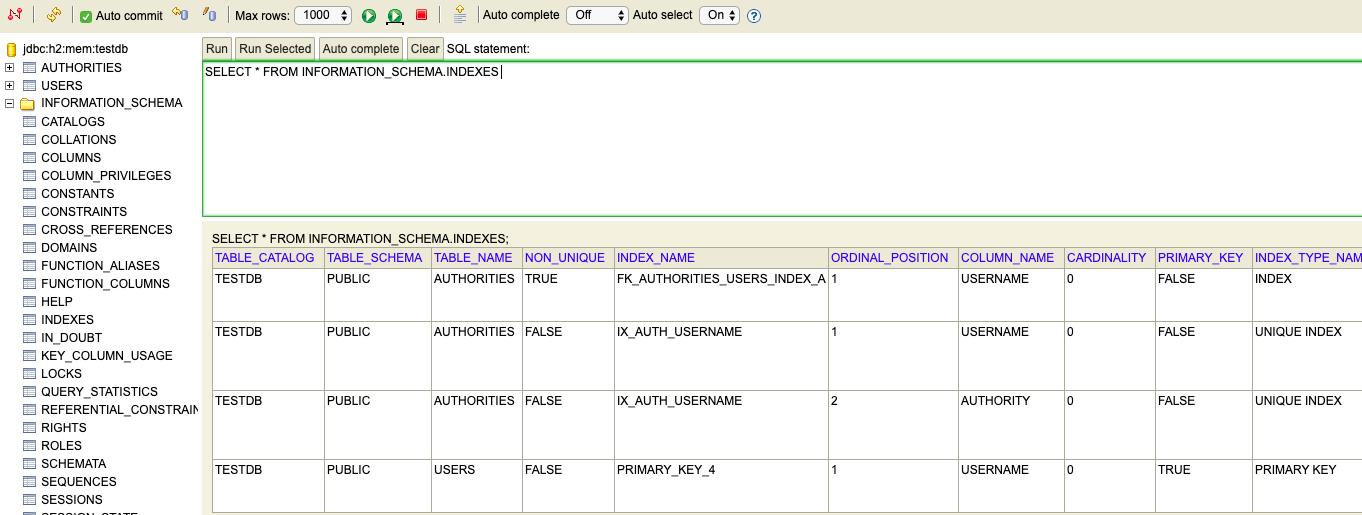 Auto commit Max rows: 1000 Auto complete Off Auto select On ?
jdbc:h2:mem:testdb
AUTHORITIES
USERS
INFORMATION_SCHEMA
CATALOGS
COLLATIONS
COLUMNS
COLUMN_PRIVILEGES
CONSTANTS
CONSTRAINTS
CROSS_REFERENCES
DOMAINS
FUNCTION_ALIASES
FUNCTION_COLUMNS
HELP
INDEXES
IN_DOUBT
KEY_COLUMN_USAGE
LOCKS
QUERY_STATISTICS
REFERENTIAL_CONSTRAIN
RIGHTS
ROLES
SCHEMATA
SEQUENCES
SESSIONS
Run Run Selected Auto complete Clear SQL statement:
SELECT * FROM INFORMATION_SCHEMA.INDEXES
SELECT * FROM INFORMATION_SCHEMA.INDEXES;
TABLE_CATALOG TABLE_SCHEMA TABLE_NAME NON_UNIQUE INDEX_NAME ORDINAL_POSITION COLUMN_NAME CARDINALITY PRIMARY_KEY INDEX_TYPE_NAM
TESTDB PUBLIC AUTHORITIES TRUE FK_AUTHORITIES_USERS_INDEX_A 1 USERNAME 0 FALSE INDEX
TESTDB PUBLIC AUTHORITIES FALSE IX_AUTH_USERNAME 1 USERNAME 0 FALSE UNIQUE INDEX
TESTDB PUBLIC AUTHORITIES FALSE IX_AUTH_USERNAME 2 AUTHORITY 0 FALSE UNIQUE INDEX
TESTDB PUBLIC USERS FALSE PRIMARY_KEY_4 1 USERNAME 0 TRUE PRIMARY KEY